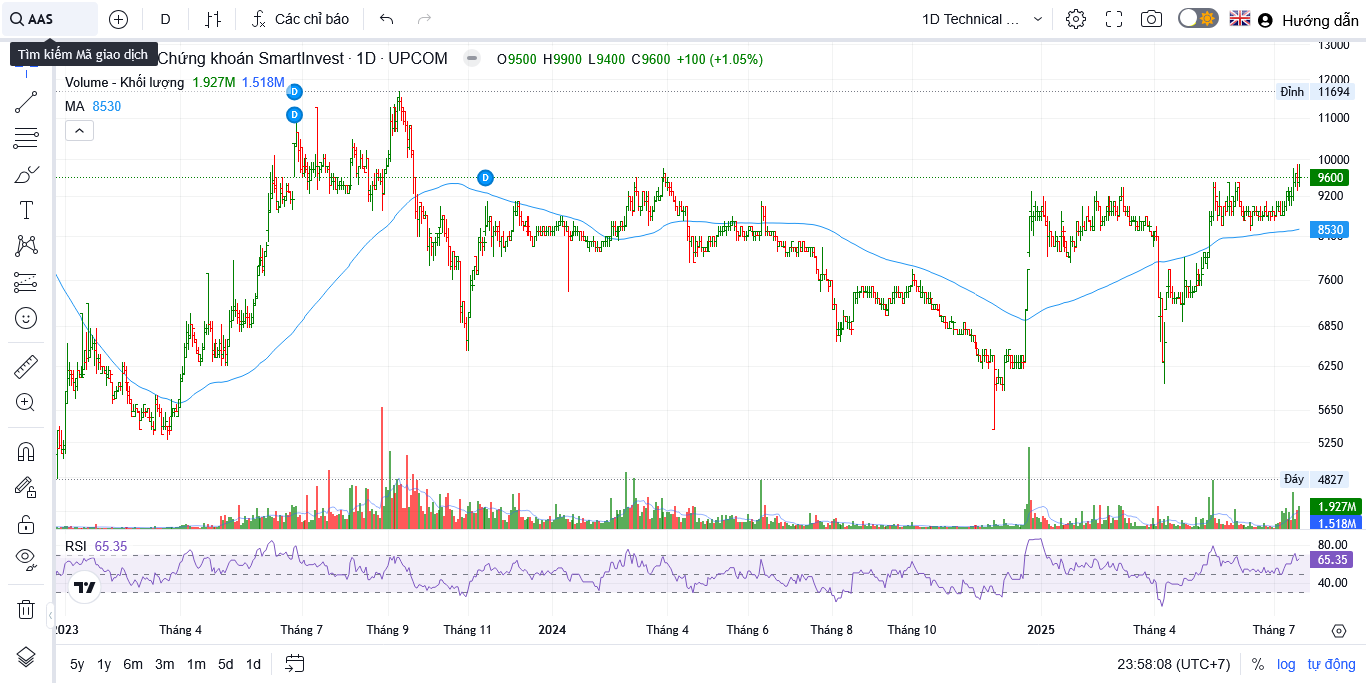 AAS
D
Các chỉ báo
1D Technical ...
Hướng dẫn
Tìm kiếm Mã giao dịch
Chứng khoán SmartInvest · 1D · UPCOM
O9500 H9900 L9400 C9600 +100 (+1.05%)
Volume - Khối lượng 1.927M 1.518M
MA 8530
D
D
D
13000
12000
Đỉnh 11694
11000
10000
9600
9200
8530
7600
6850
6250
5650
5250
Đáy 4827
1.927M
1.518M
RSI 65.35
80.00
65.35
40.00
2023 Tháng 4 Tháng 7 Tháng 9 Tháng 11 2024 Tháng 4 Tháng 6 Tháng 8 Tháng 10 2025 Tháng 4 Tháng 7
5y 1y 6m 3m 1m 5d 1d
23:58:08 (UTC+7) % log tự động